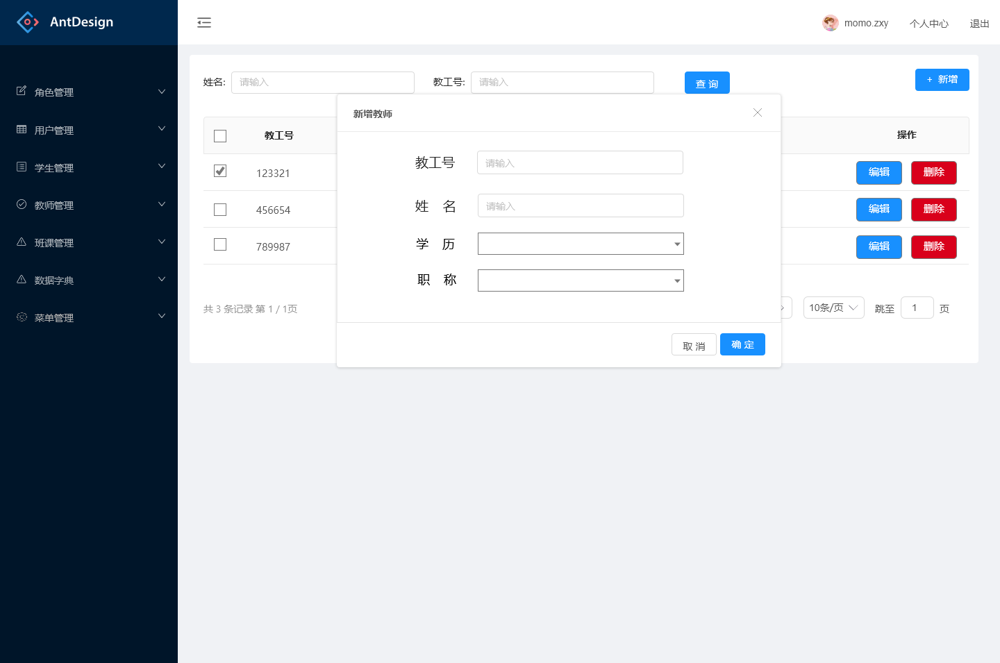 AntDesign
momo.zxy 个人中心 退出
角色管理
用户管理
学生管理
教师管理
班课管理
数据字典
菜单管理
姓名: 请输入 教工号: 请输入 查 询 + 新增
教工号 操作
123321 编辑 删除
456654 编辑 删除
789987 编辑 删除
共 3 条记录 第 1 / 1页 10条/页 跳至 1 页
新增教师
教工号 请输入
姓 名 请输入
学 历
职 称
取 消 确 定